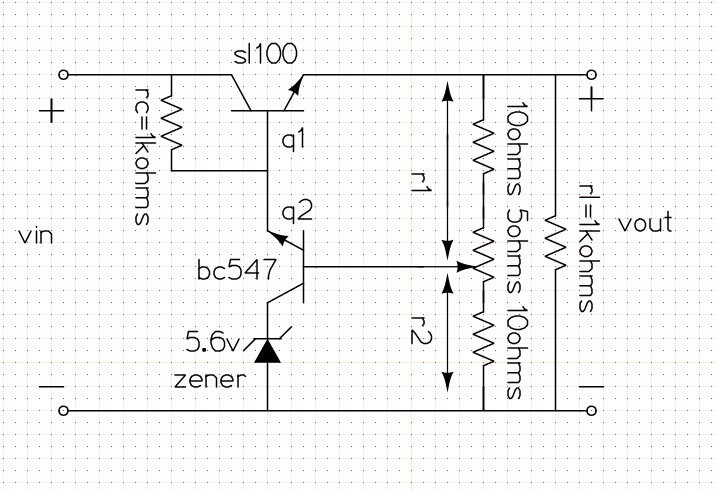 sl100
+
rc=1kohms
q1
q2
vin
bc547
5.6v
zener
r1
r2
10ohms
5ohms
10ohms
rl=1kohms
+
vout
−
−